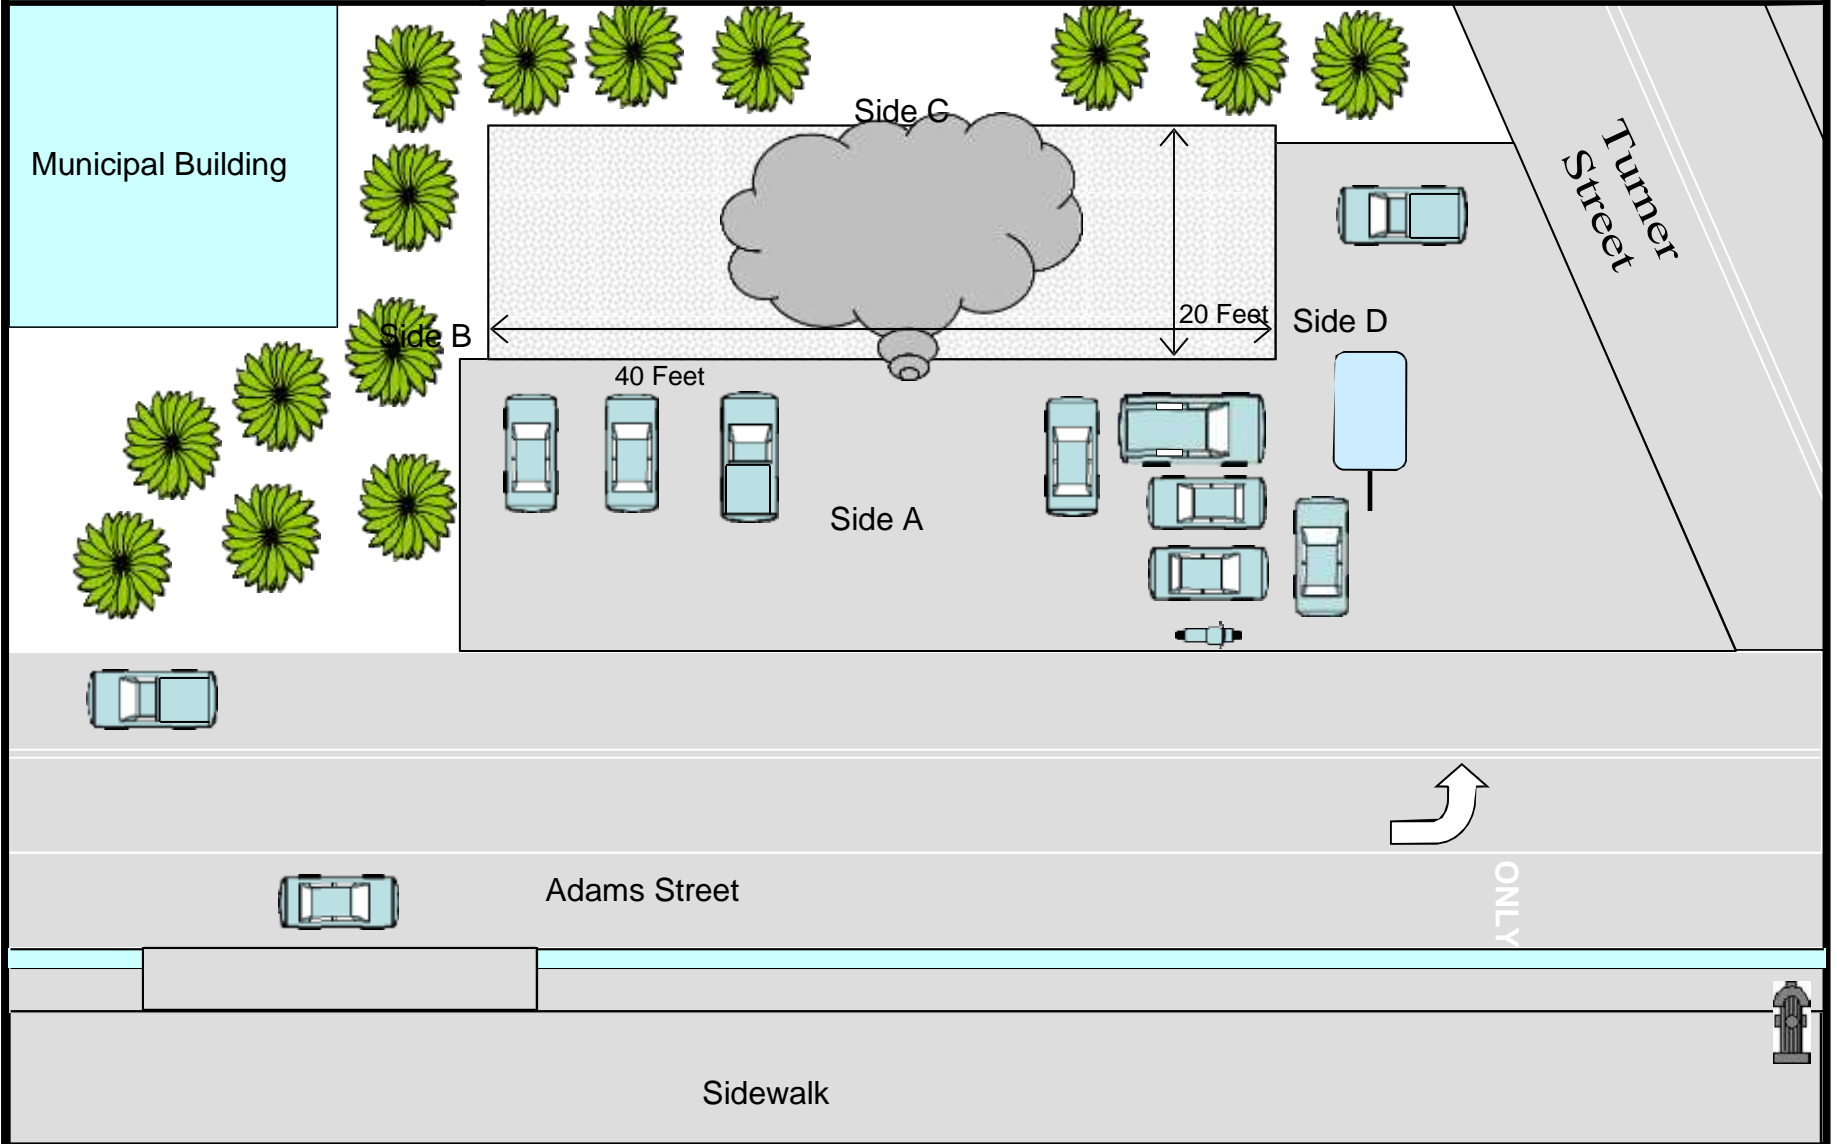 Side C
Municipal Building
Turner
Street
20 Feet
Side D
Side B
40 Feet
Side A
Adams Street
ONLY
Sidewalk